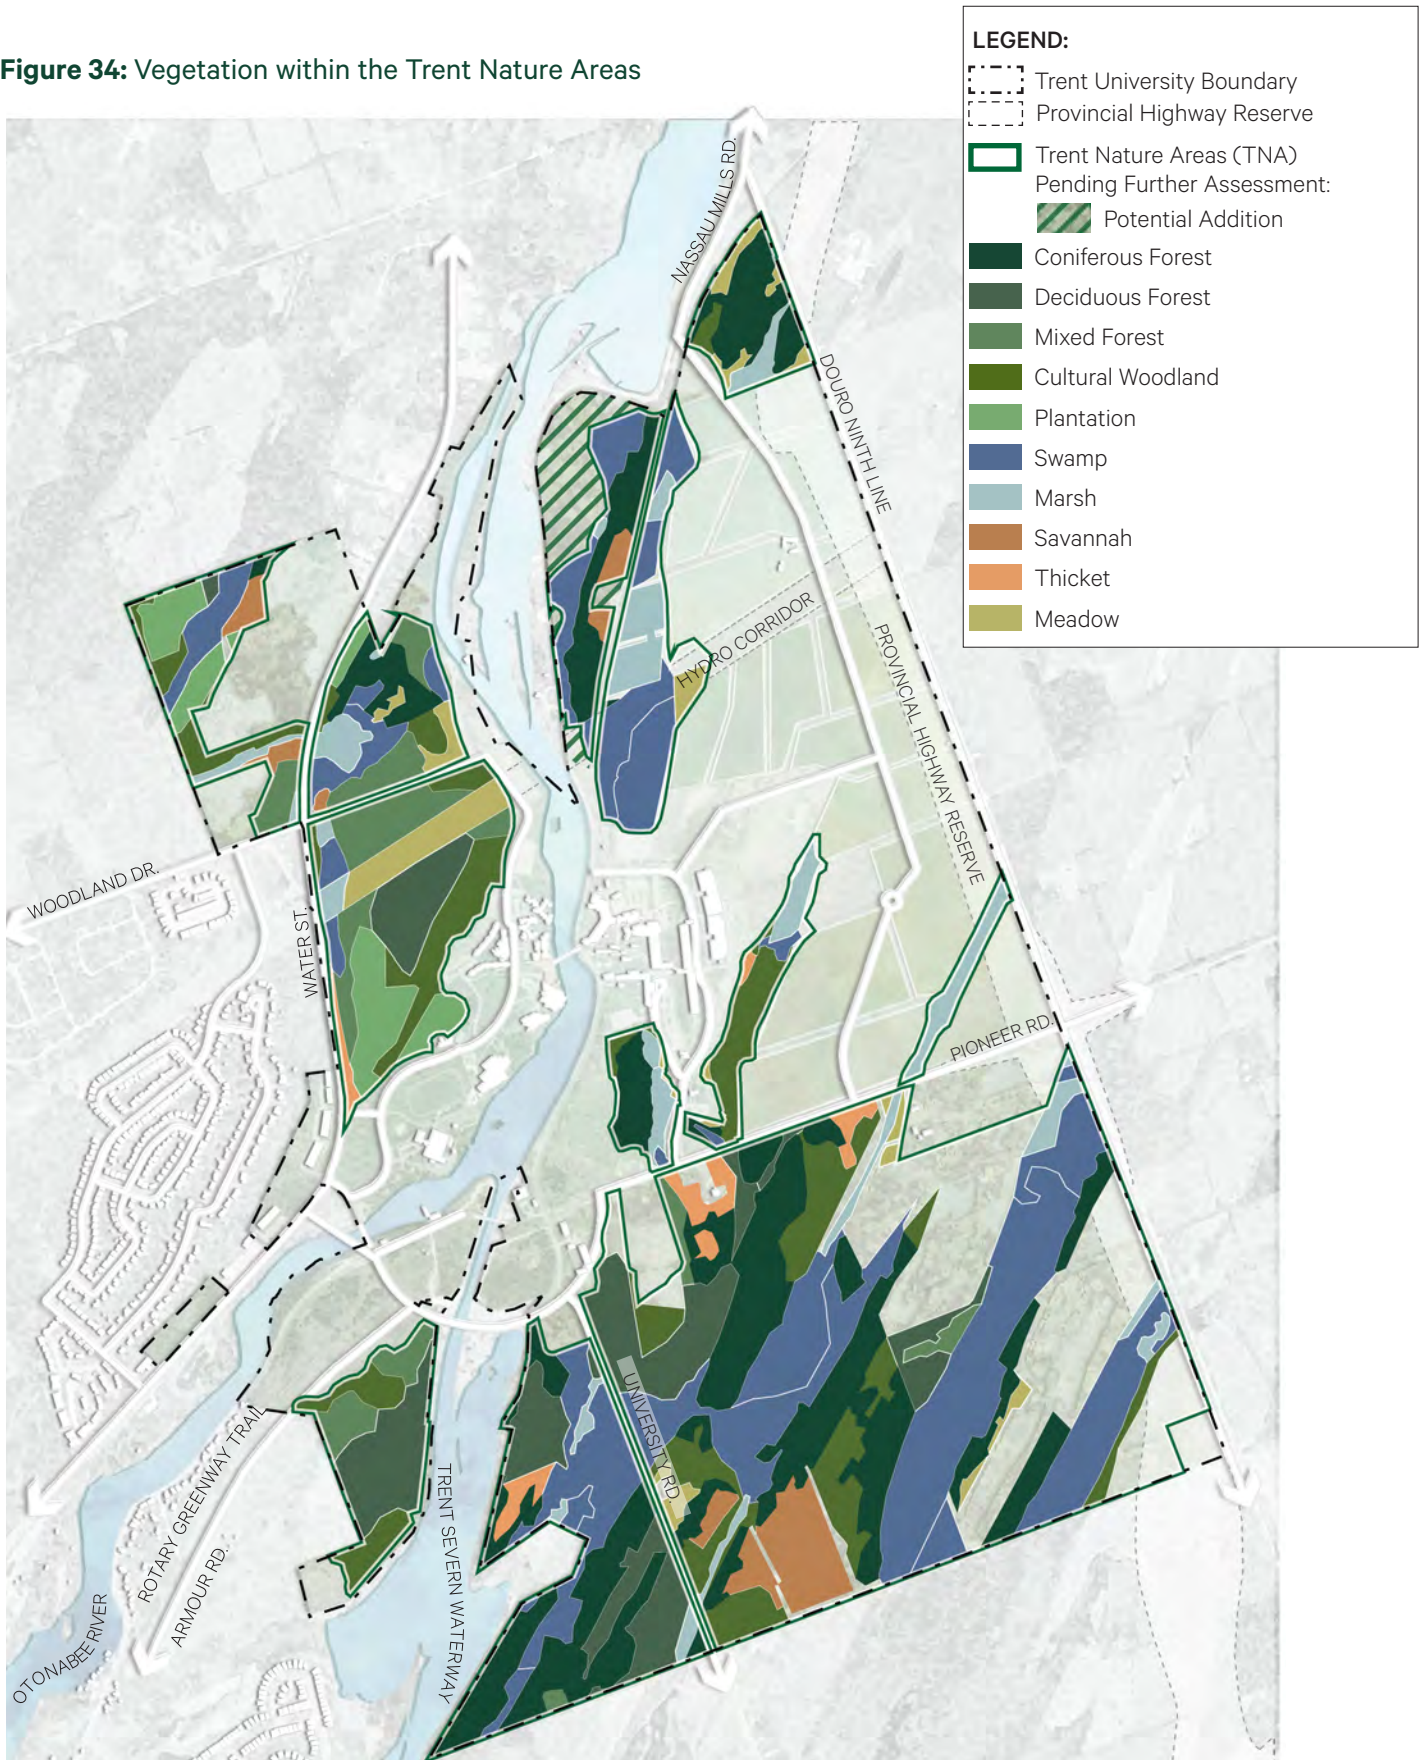 Figure 34: Vegetation within the Trent Nature Areas
LEGEND:
Trent University Boundary
Provincial Highway Reserve
Trent Nature Areas (TNA)
Pending Further Assessment:
Potential Addition
Coniferous Forest
Deciduous Forest
Mixed Forest
Cultural Woodland
Plantation
Swamp
Marsh
Savannah
Thicket
Meadow
NASSAU MILLS RD.
DOURO NINTH LINE
HYDRO CORRIDOR
PROVINCIAL HIGHWAY RESERVE
WOODLAND DR.
WATER ST.
PIONEER RD.
UNIVERSITY RD.
ROTARY GREENWAY TRAIL
ARMOUR RD.
TRENT SEVERN WATERWAY
OTONABEE RIVER